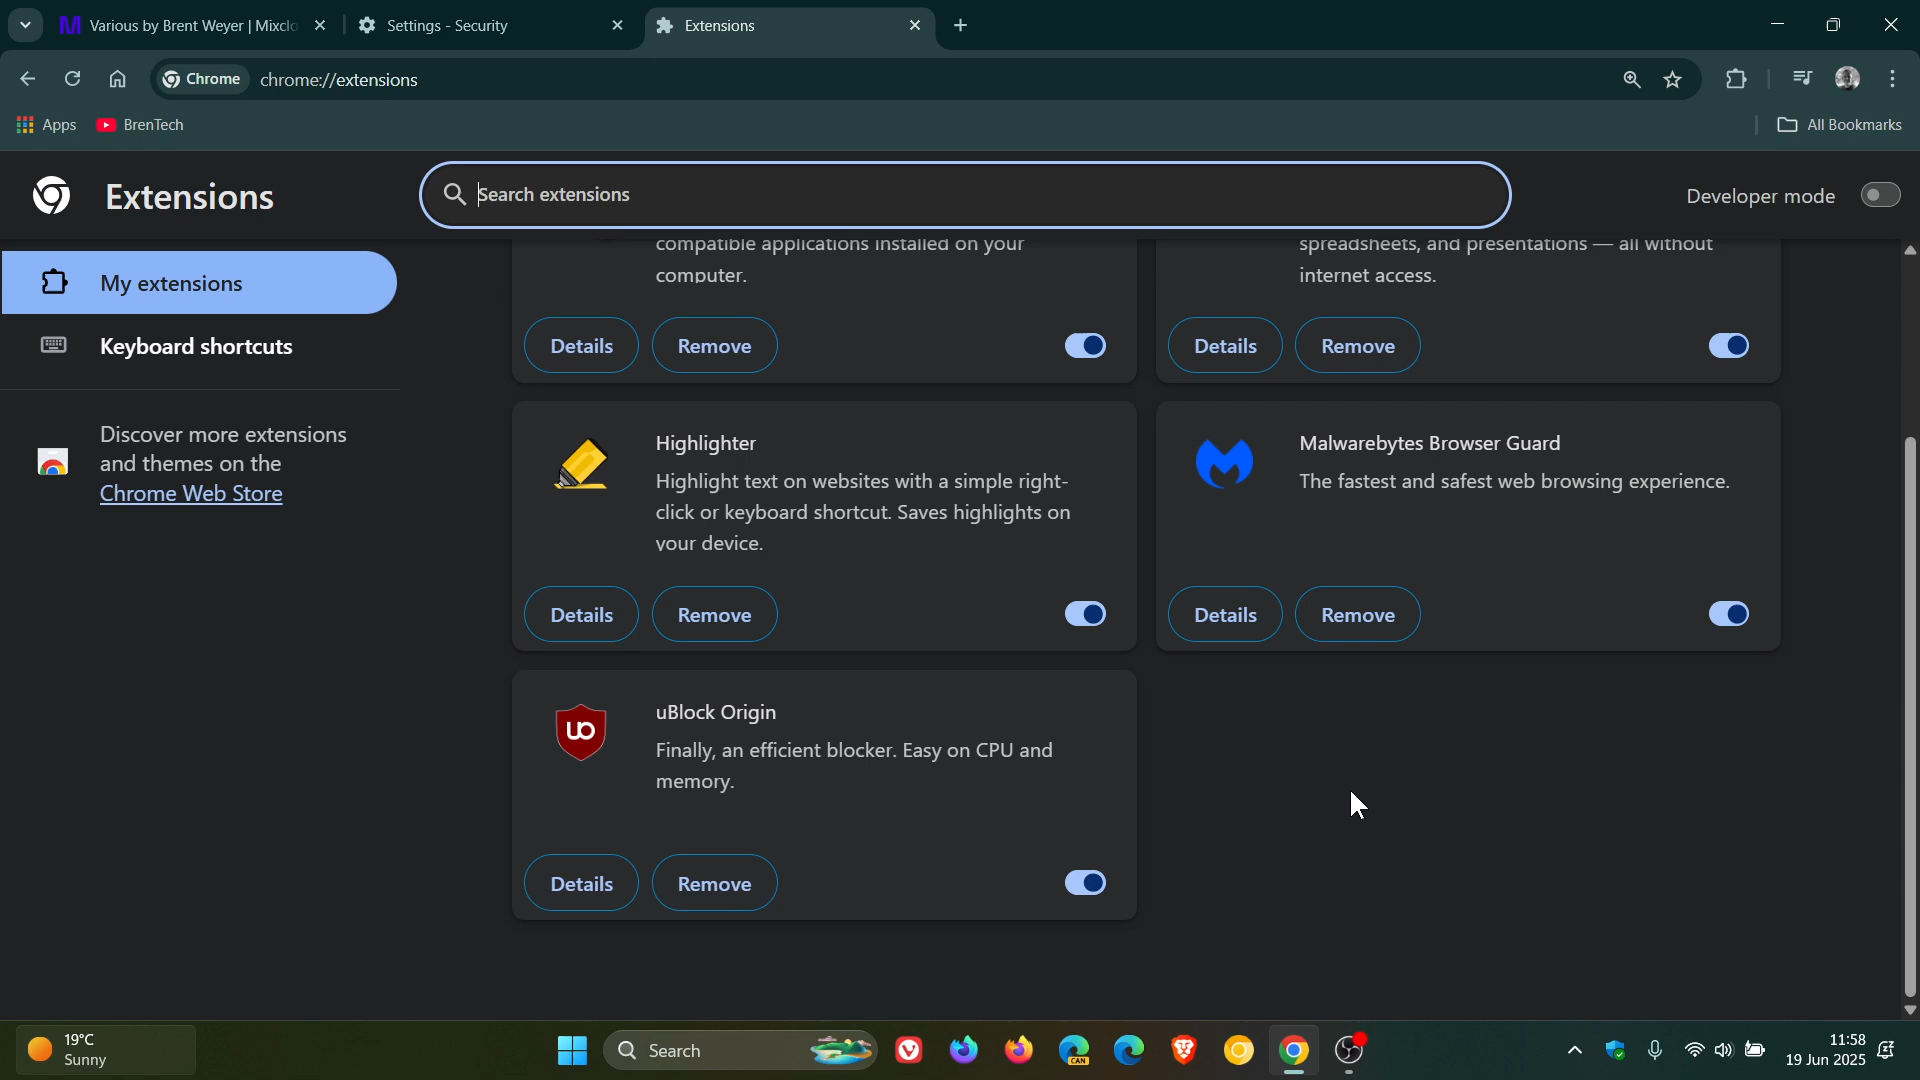 Various by Brent Weyer | Mixclo
Settings - Security
Extensions
Chrome
chrome://extensions
Apps
BrenTech
All Bookmarks
Extensions
Search extensions
Developer mode
My extensions
Keyboard shortcuts
Discover more extensions
and themes on the
Chrome Web Store
compatible applications installed on your
computer.
Details
Remove
spreadsheets, and presentations — all without
internet access.
Details
Remove
Highlighter
Highlight text on websites with a simple right-
click or keyboard shortcut. Saves highlights on
your device.
Details
Remove
Malwarebytes Browser Guard
The fastest and safest web browsing experience.
Details
Remove
uBlock Origin
Finally, an efficient blocker. Easy on CPU and
memory.
Details
Remove
19°C
Sunny
Search
CAN
11:58
19 Jun 2025